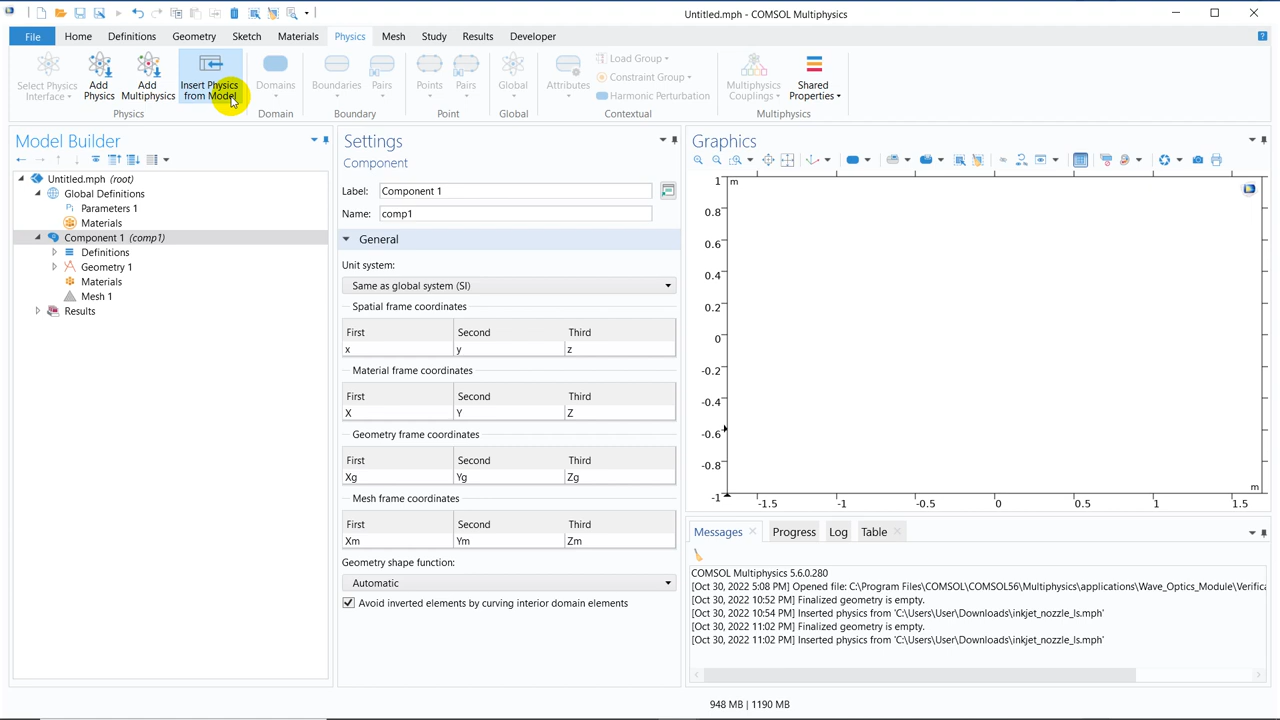 Untitled.mph - COMSOL Multiphysics
File Home Definitions Geometry Sketch Materials Physics Mesh Study Results Developer
Select Physics Interface Add Physics Add Multiphysics Insert Physics from Model Domains Boundaries Pairs Points Pairs Global Attributes Load Group Constraint Group Harmonic Perturbation Multiphysics Couplings Shared Properties
Physics Domain Boundary Point Global Contextual Multiphysics
Model Builder
Untitled.mph (root)
Global Definitions
Parameters 1
Materials
Component 1 (comp1)
Definitions
Geometry 1
Materials
Mesh 1
Results
Settings
Component
Label: Component 1
Name: comp1
General
Unit system:
Same as global system (SI)
Spatial frame coordinates
First Second Third
x y z
Material frame coordinates
First Second Third
X Y Z
Geometry frame coordinates
First Second Third
Xg Yg Zg
Mesh frame coordinates
First Second Third
Xm Ym Zm
Geometry shape function:
Automatic
Avoid inverted elements by curving interior domain elements
Graphics
1 m
0.8
0.6
0.4
0.2
0
-0.2
-0.4
-0.6
-0.8
-1 m
-1.5 -1 -0.5 0 0.5 1 1.5
Messages Progress Log Table
COMSOL Multiphysics 5.6.0.280
[Oct 30, 2022 5:08 PM] Opened file: C:\Program Files\COMSOL\COMSOL56\Multiphysics\applications\Wave_Optics_Module\Verifica
[Oct 30, 2022 10:52 PM] Finalized geometry is empty.
[Oct 30, 2022 10:54 PM] Inserted physics from 'C:\Users\User\Downloads\inkjet_nozzle_ls.mph'
[Oct 30, 2022 11:02 PM] Finalized geometry is empty.
[Oct 30, 2022 11:02 PM] Inserted physics from 'C:\Users\User\Downloads\inkjet_nozzle_ls.mph'
948 MB | 1190 MB